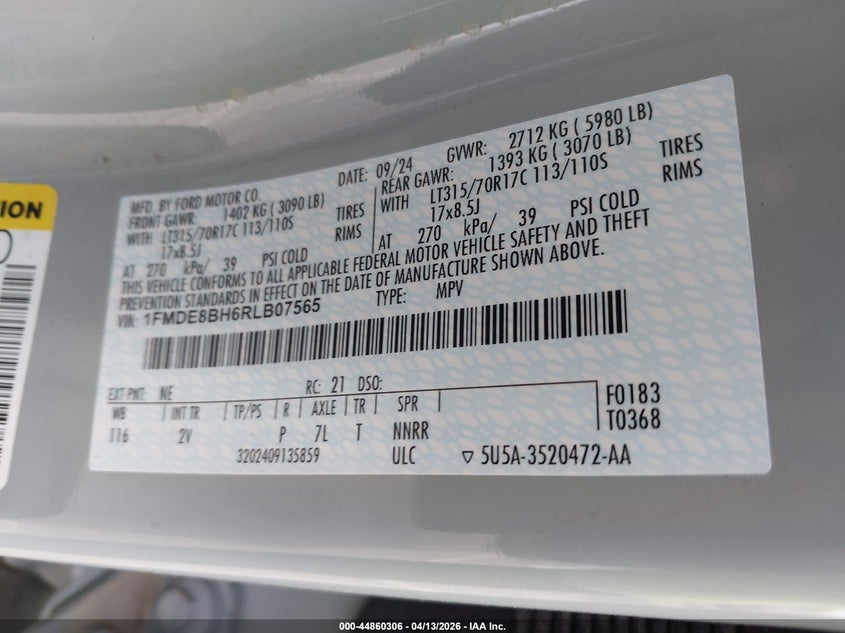 TION
MFD. BY FORD MOTOR CO.
DATE: 09/24
GVWR: 2712 KG ( 5980 LB)
FRONT GAWR: 1402 KG ( 3090 LB)
REAR GAWR: 1393 KG ( 3070 LB)
WITH LT315/70R17C 113/110S TIRES
WITH LT315/70R17C 113/110S TIRES
17x8.5J RIMS
17x8.5J RIMS
AT 270 kPa/ 39 PSI COLD
AT 270 kPa/ 39 PSI COLD
THIS VEHICLE CONFORMS TO ALL APPLICABLE FEDERAL MOTOR VEHICLE SAFETY AND THEFT
PREVENTION STANDARDS IN EFFECT ON THE DATE OF MANUFACTURE SHOWN ABOVE.
VIN: 1FMDE8BH6RLB07565
TYPE: MPV
EXT PNT: NE RC: 21 DSO:
WB INT TR TP/PS R AXLE TR SPR
116 2V P 7L T NNRR
F0183
T0368
3202409135859 ULC ▽ 5U5A-3520472-AA
000-44860306 - 04/13/2026 - IAA Inc.